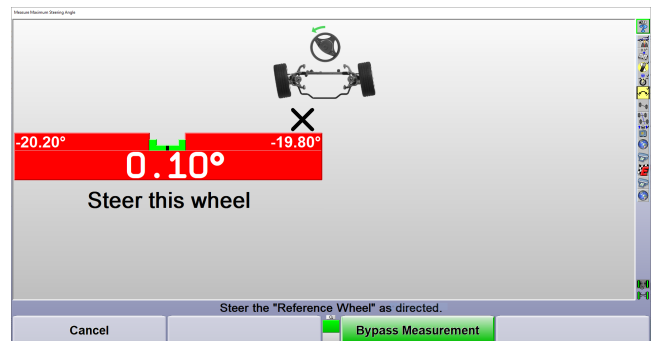 Measure Maximum Steering Angle
-20.20° -19.80°
0.10°
Steer this wheel
Steer the "Reference Wheel" as directed.
Cancel Bypass Measurement